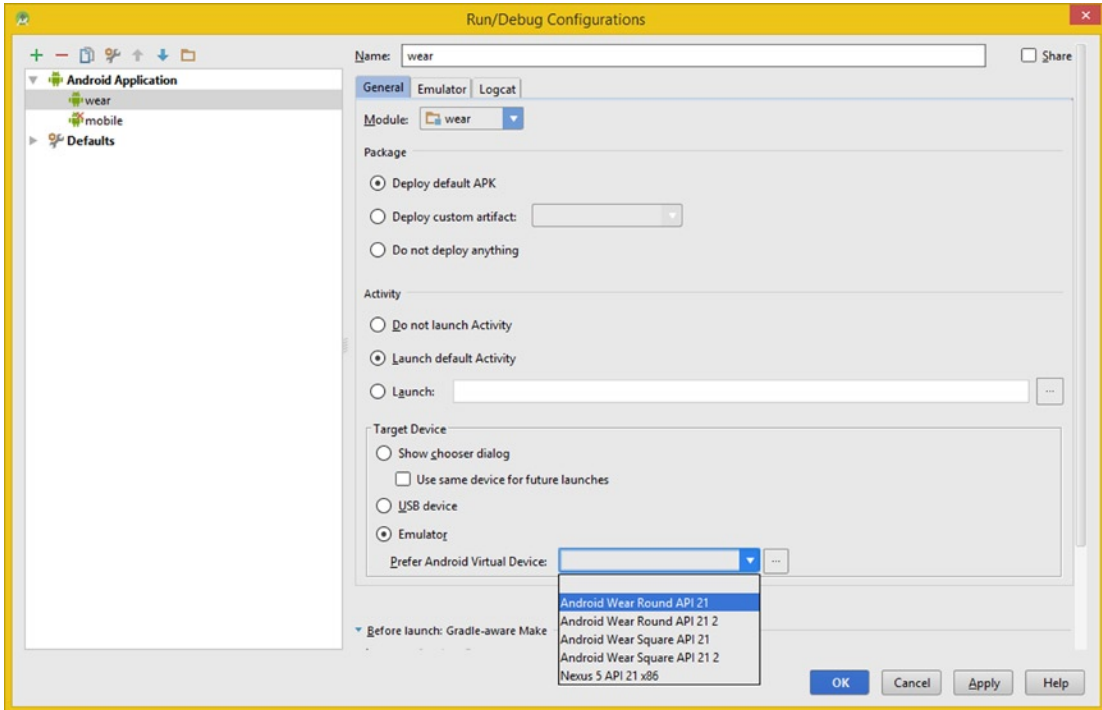 Run/Debug Configurations
Name: wear
Share
Android Application
wear
mobile
Defaults
General Emulator Logcat
Module: wear
Package
Deploy default APK
Deploy custom artifact:
Do not deploy anything
Activity
Do not launch Activity
Launch default Activity
Launch:
...
Target Device
Show chooser dialog
Use same device for future launches
USB device
Emulator
Prefer Android Virtual Device:
...
Android Wear Round API 21
Android Wear Round API 21 2
Android Wear Square API 21
Android Wear Square API 21 2
Nexus 5 API 21 x86
Before launch: Gradle-aware Make
OK Cancel Apply Help